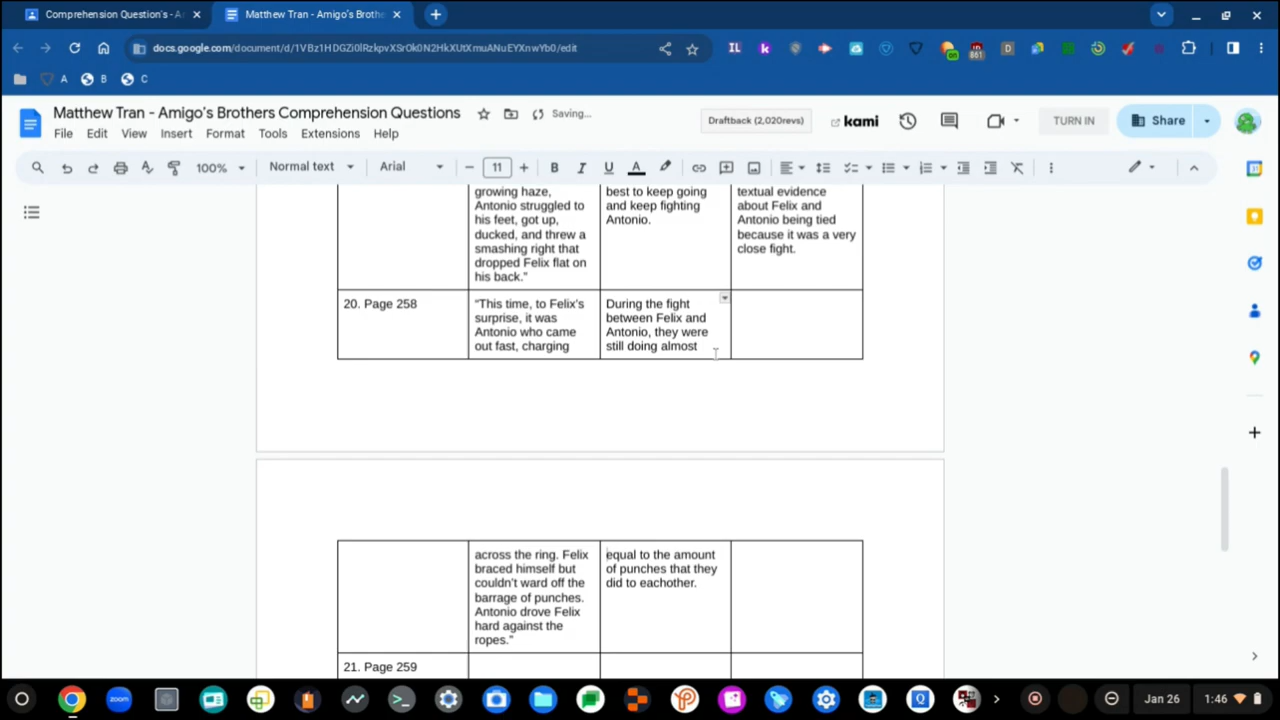 Comprehension Question's - A
Matthew Tran - Amigo's Brothe
docs.google.com/document/d/1VBz1HDGZi0lRzkpvXSrOk0N2HkXUtXmuANuEYXnwYb0/edit
IL
k
on
861
D
A
B
C
Matthew Tran - Amigo's Brothers Comprehension Questions
Saving...
File Edit View Insert Format Tools Extensions Help
Draftback (2,020revs)
kami
TURN IN
Share
100%
Normal text
Arial
11
B I U A
growing haze,
Antonio struggled to
his feet, got up,
ducked, and threw a
smashing right that
dropped Felix flat on
his back."
best to keep going
and keep fighting
Antonio.
textual evidence
about Felix and
Antonio being tied
because it was a very
close fight.
20. Page 258
"This time, to Felix's
surprise, it was
Antonio who came
out fast, charging
During the fight
between Felix and
Antonio, they were
still doing almost
across the ring. Felix
braced himself but
couldn't ward off the
barrage of punches.
Antonio drove Felix
hard against the
ropes."
equal to the amount
of punches that they
did to eachother.
21. Page 259
zoom
Q
Jan 26
1:46